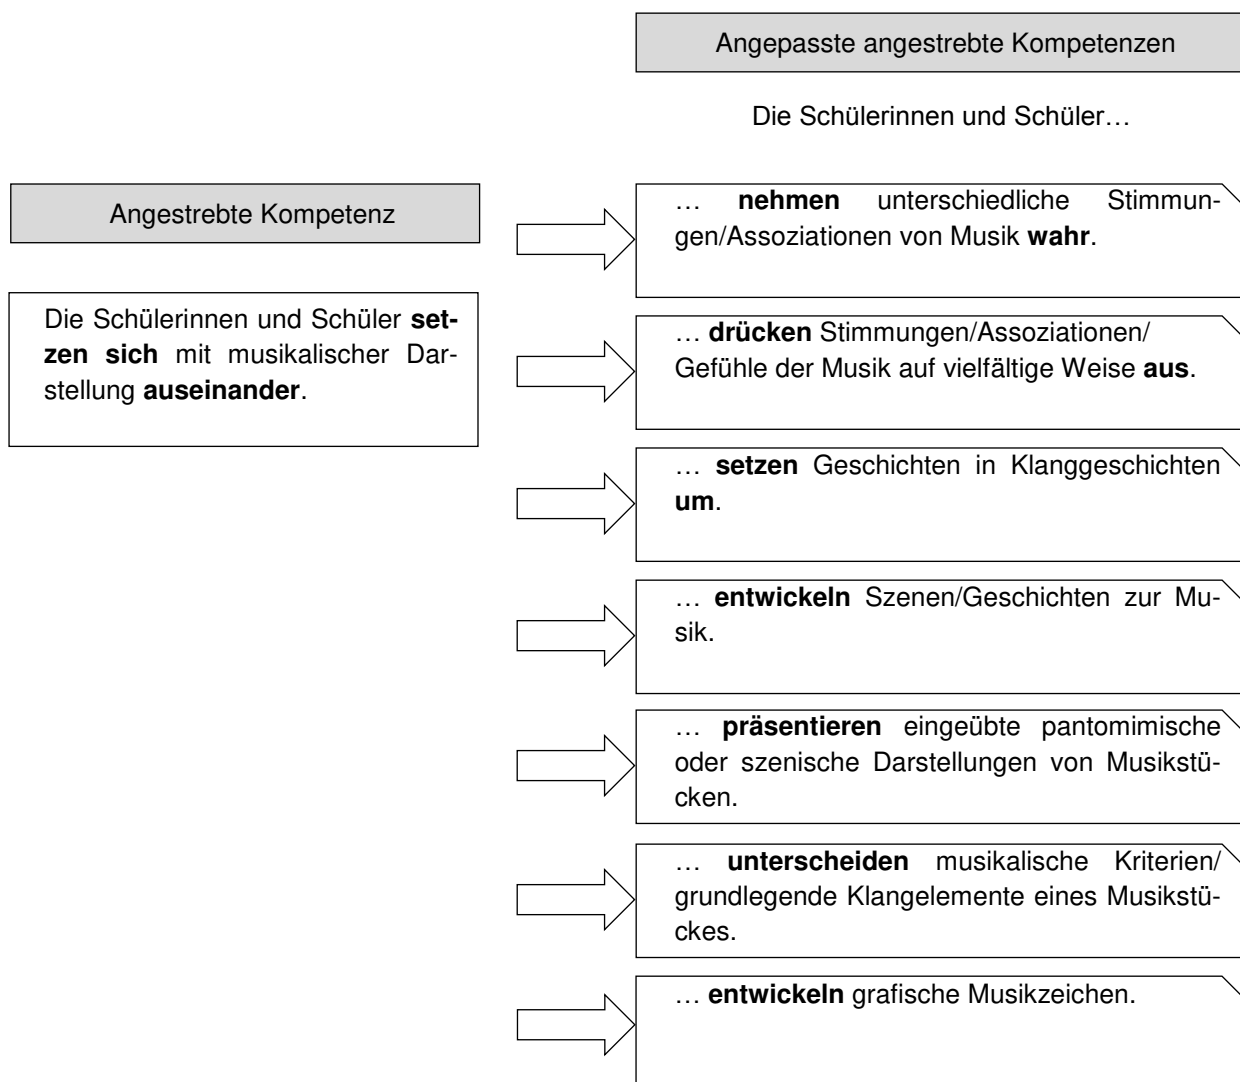 Angepasste angestrebte Kompetenzen
Die Schülerinnen und Schüler…
Angestrebte Kompetenz
Die Schülerinnen und Schüler set-
zen sich mit musikalischer Dar-
stellung auseinander.
… nehmen unterschiedliche Stimmun-
gen/Assoziationen von Musik wahr.
… drücken Stimmungen/Assoziationen/
Gefühle der Musik auf vielfältige Weise aus.
… setzen Geschichten in Klanggeschichten
um.
… entwickeln Szenen/Geschichten zur Mu-
sik.
… präsentieren eingeübte pantomimische
oder szenische Darstellungen von Musikstü-
cken.
… unterscheiden musikalische Kriterien/
grundlegende Klangelemente eines Musikstü-
ckes.
… entwickeln grafische Musikzeichen.